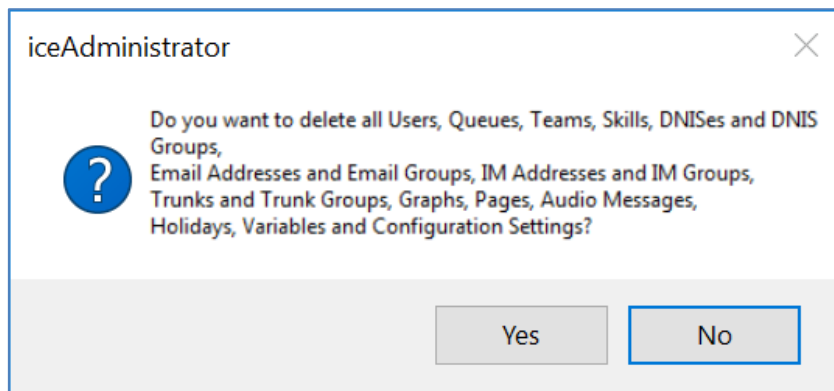 iceAdministrator
Do you want to delete all Users, Queues, Teams, Skills, DNISes and DNIS
Groups,
Email Addresses and Email Groups, IM Addresses and IM Groups,
Trunks and Trunk Groups, Graphs, Pages, Audio Messages,
Holidays, Variables and Configuration Settings?
Yes No